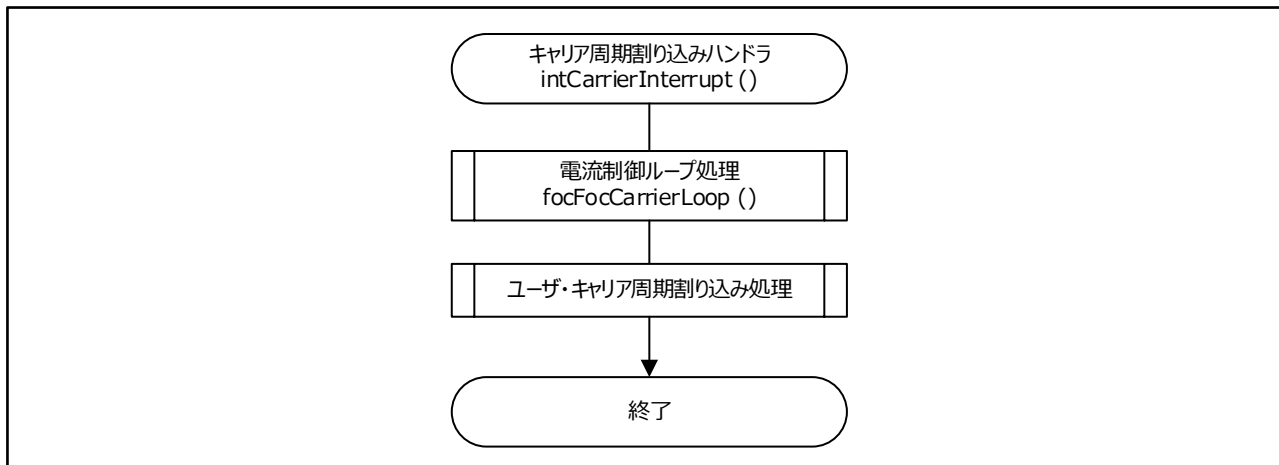 キャリア周期割り込みハンドラ
intCarrierInterrupt ()
電流制御ループ処理
focFocCarrierLoop ()
ユーザ・キャリア周期割り込み処理
終了